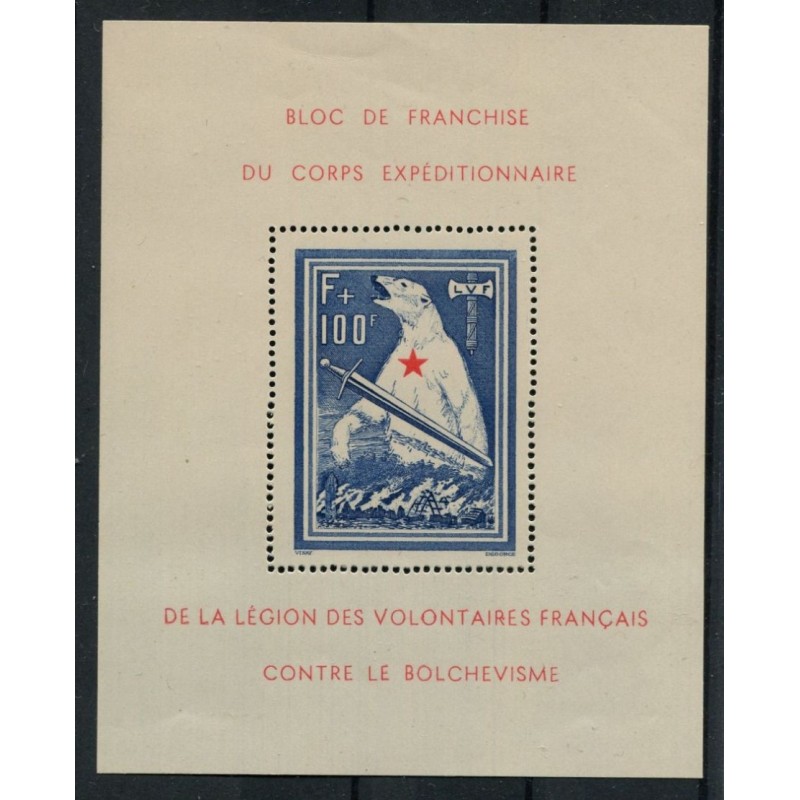 BLOC DE FRANCHISE
DU CORPS EXPÉDITIONNAIRE
F+
100F
LVF
DE LA LÉGION DES VOLONTAIRES FRANÇAIS
CONTRE LE BOLCHEVISME